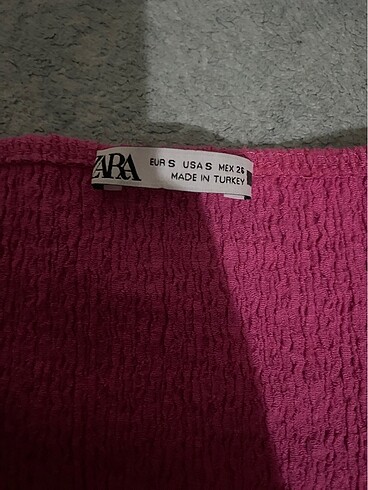 ZARA
EUR S USA S MEX 26
MADE IN TURKEY